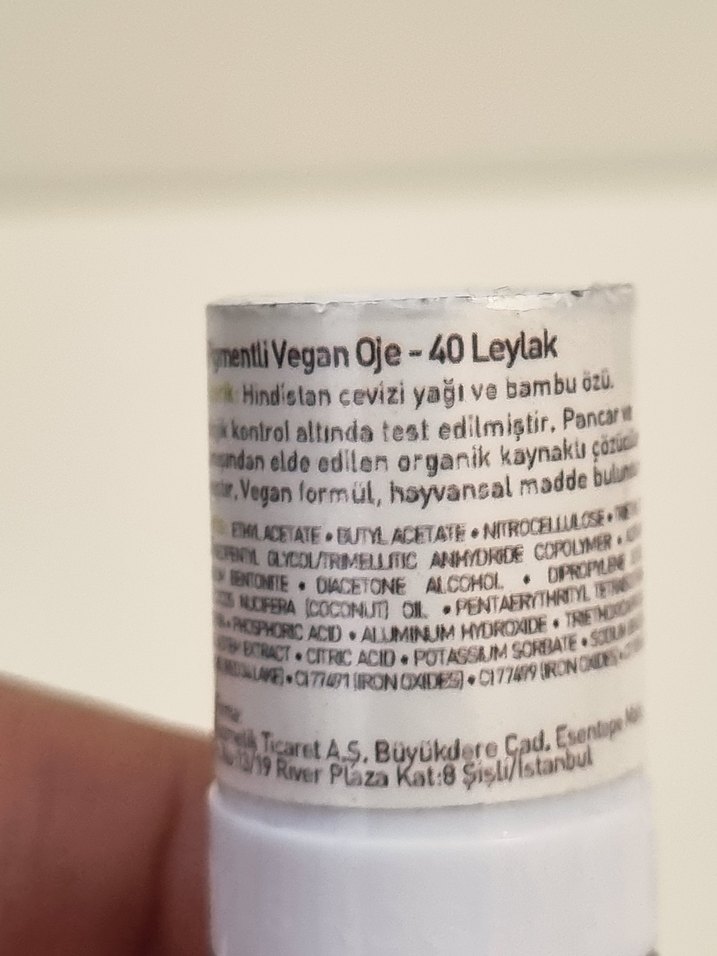 Vegan Oje - 40 Leylak
Hindistan cevizi yağı ve bambu özü.
kontrol altında test edilmiştir. Pancar ve
elde edilen organik kaynaklı
Vegan formül, hayvansal madde
ETHYL ACETATE • BUTYL ACETATE • NITROCELLULOSE •
GLYCOL/TRIMELLITIC ANHYDRIDE COPOLYMER •
BENTONITE • DIACETONE ALCOHOL •
NUCIFERA (COCONUT) OIL • PENTAERYTHRITYL
• PHOSPHORIC ACID • ALUMINUM HYDROXIDE •
EXTRACT • CITRIC ACID • POTASSIUM SORBATE •
• CI 77491 (IRON OXIDES) • CI 77499 (IRON OXIDES) •
Ticaret A.Ş. Büyükdere Cad. Esentepe
River Plaza Kat:8 Şişli/İstanbul